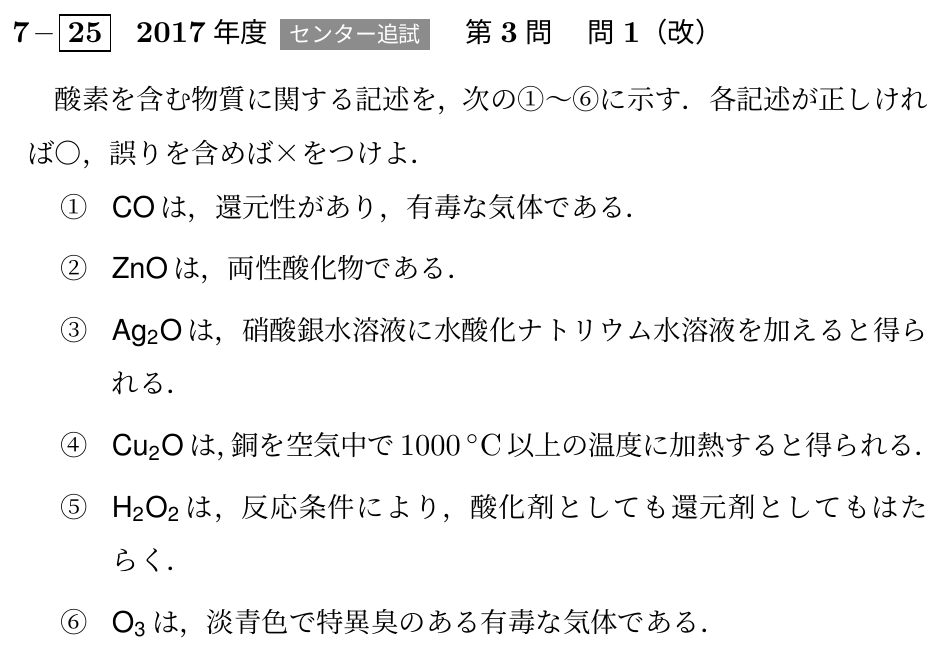 7–25 2017 年度 センター追試 第 3 問 問 1（改）
酸素を含む物質に関する記述を，次の①～⑥に示す．各記述が正しけれ
ば○，誤りを含めば×をつけよ．
① CO は，還元性があり，有毒な気体である．
② ZnO は，両性酸化物である．
③ Ag₂O は，硝酸銀水溶液に水酸化ナトリウム水溶液を加えると得ら
れる．
④ Cu₂O は，銅を空気中で 1000 °C 以上の温度に加熱すると得られる．
⑤ H₂O₂ は，反応条件により，酸化剤としても還元剤としてもはた
らく．
⑥ O₃ は，淡青色で特異臭のある有毒な気体である．